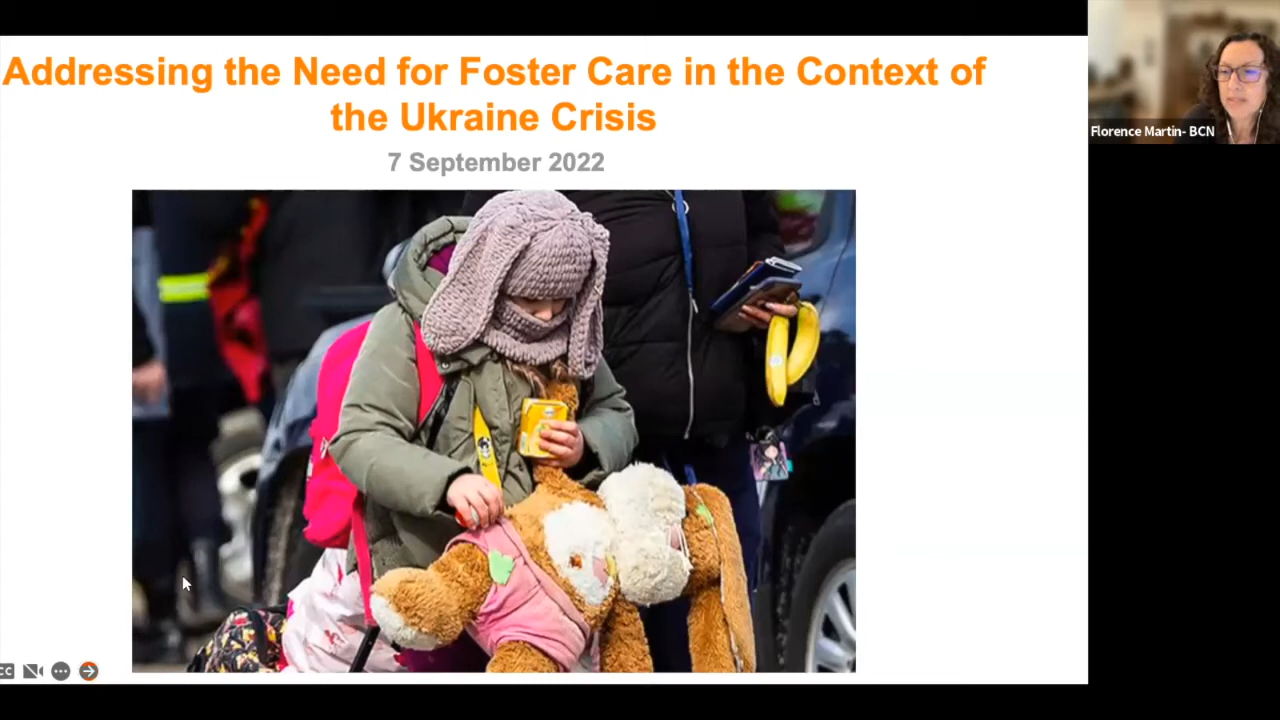 Addressing the Need for Foster Care in the Context of
the Ukraine Crisis
7 September 2022
Florence Martin- BCN
CC